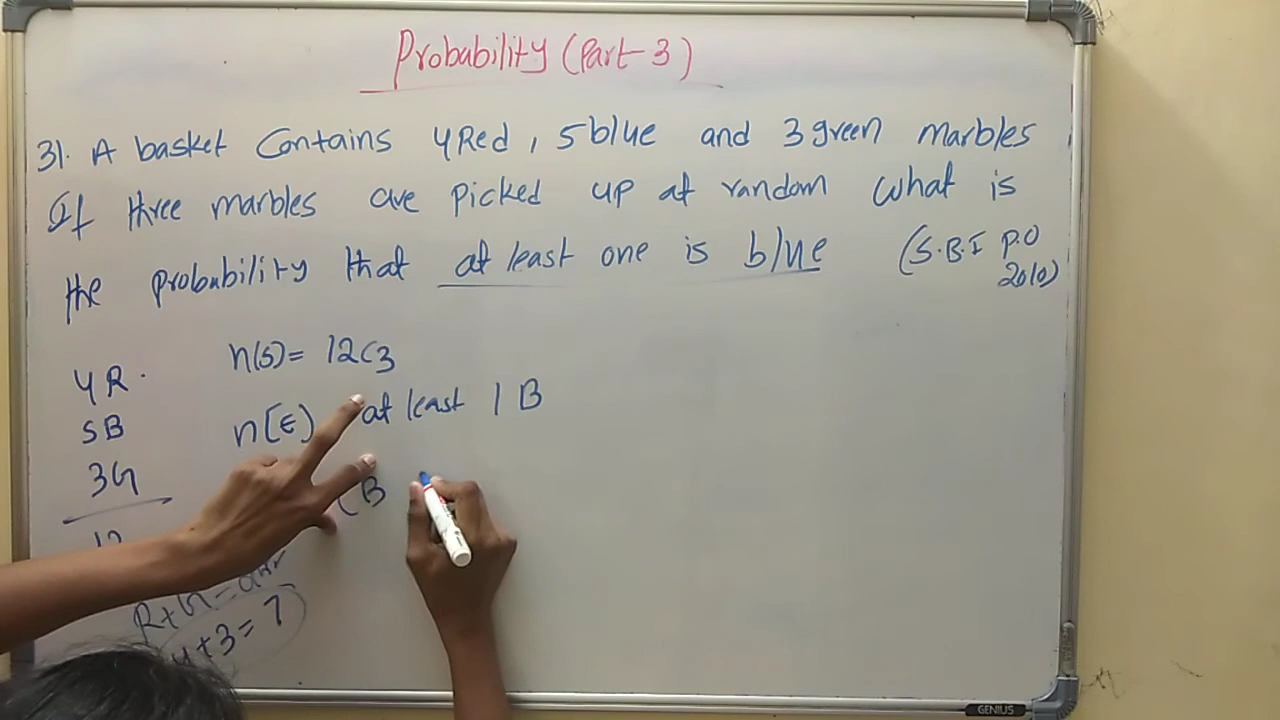 Probability (Part-3)
31. A basket Contains 4Red, 5blue and 3green marbles
If three marbles are picked up at random what is
the probability that at least one is blue (S.B.I P.O
2010)
4R.
5B
3G
12
n(S)= 12C3
n(E) at least 1 B
(B
4+3=7
GENIUS